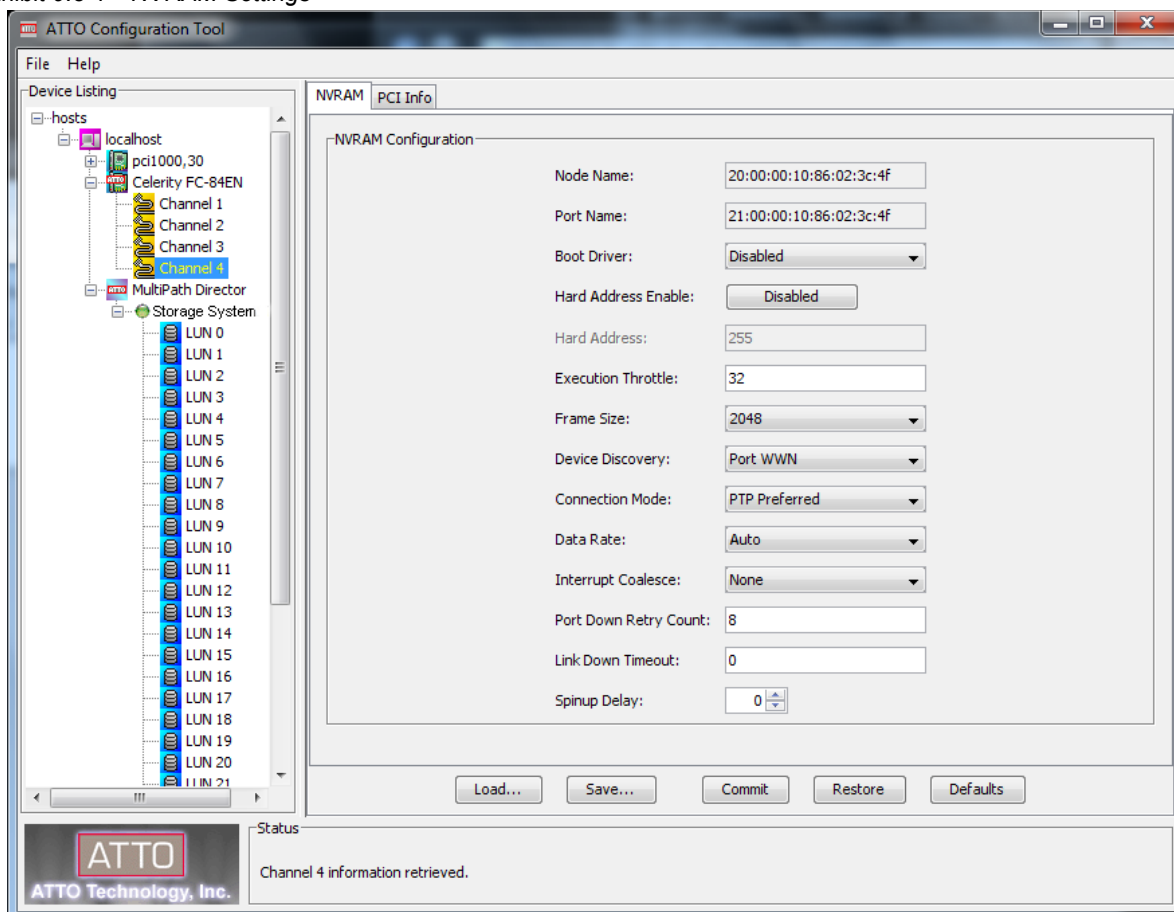 NVRAM Settings
ATTO Configuration Tool
File Help
Device Listing
hosts
localhost
pci1000,30
Celerity FC-84EN
Channel 1
Channel 2
Channel 3
Channel 4
MultiPath Director
Storage System
LUN 0
LUN 1
LUN 2
LUN 3
LUN 4
LUN 5
LUN 6
LUN 7
LUN 8
LUN 9
LUN 10
LUN 11
LUN 12
LUN 13
LUN 14
LUN 15
LUN 16
LUN 17
LUN 18
LUN 19
LUN 20
LUN 21
NVRAM PCI Info
NVRAM Configuration
Node Name: 20:00:00:10:86:02:3c:4f
Port Name: 21:00:00:10:86:02:3c:4f
Boot Driver: Disabled
Hard Address Enable: Disabled
Hard Address: 255
Execution Throttle: 32
Frame Size: 2048
Device Discovery: Port WWN
Connection Mode: PTP Preferred
Data Rate: Auto
Interrupt Coalesce: None
Port Down Retry Count: 8
Link Down Timeout: 0
Spinup Delay: 0
Load... Save... Commit Restore Defaults
ATTO
ATTO Technology, Inc.
Status
Channel 4 information retrieved.